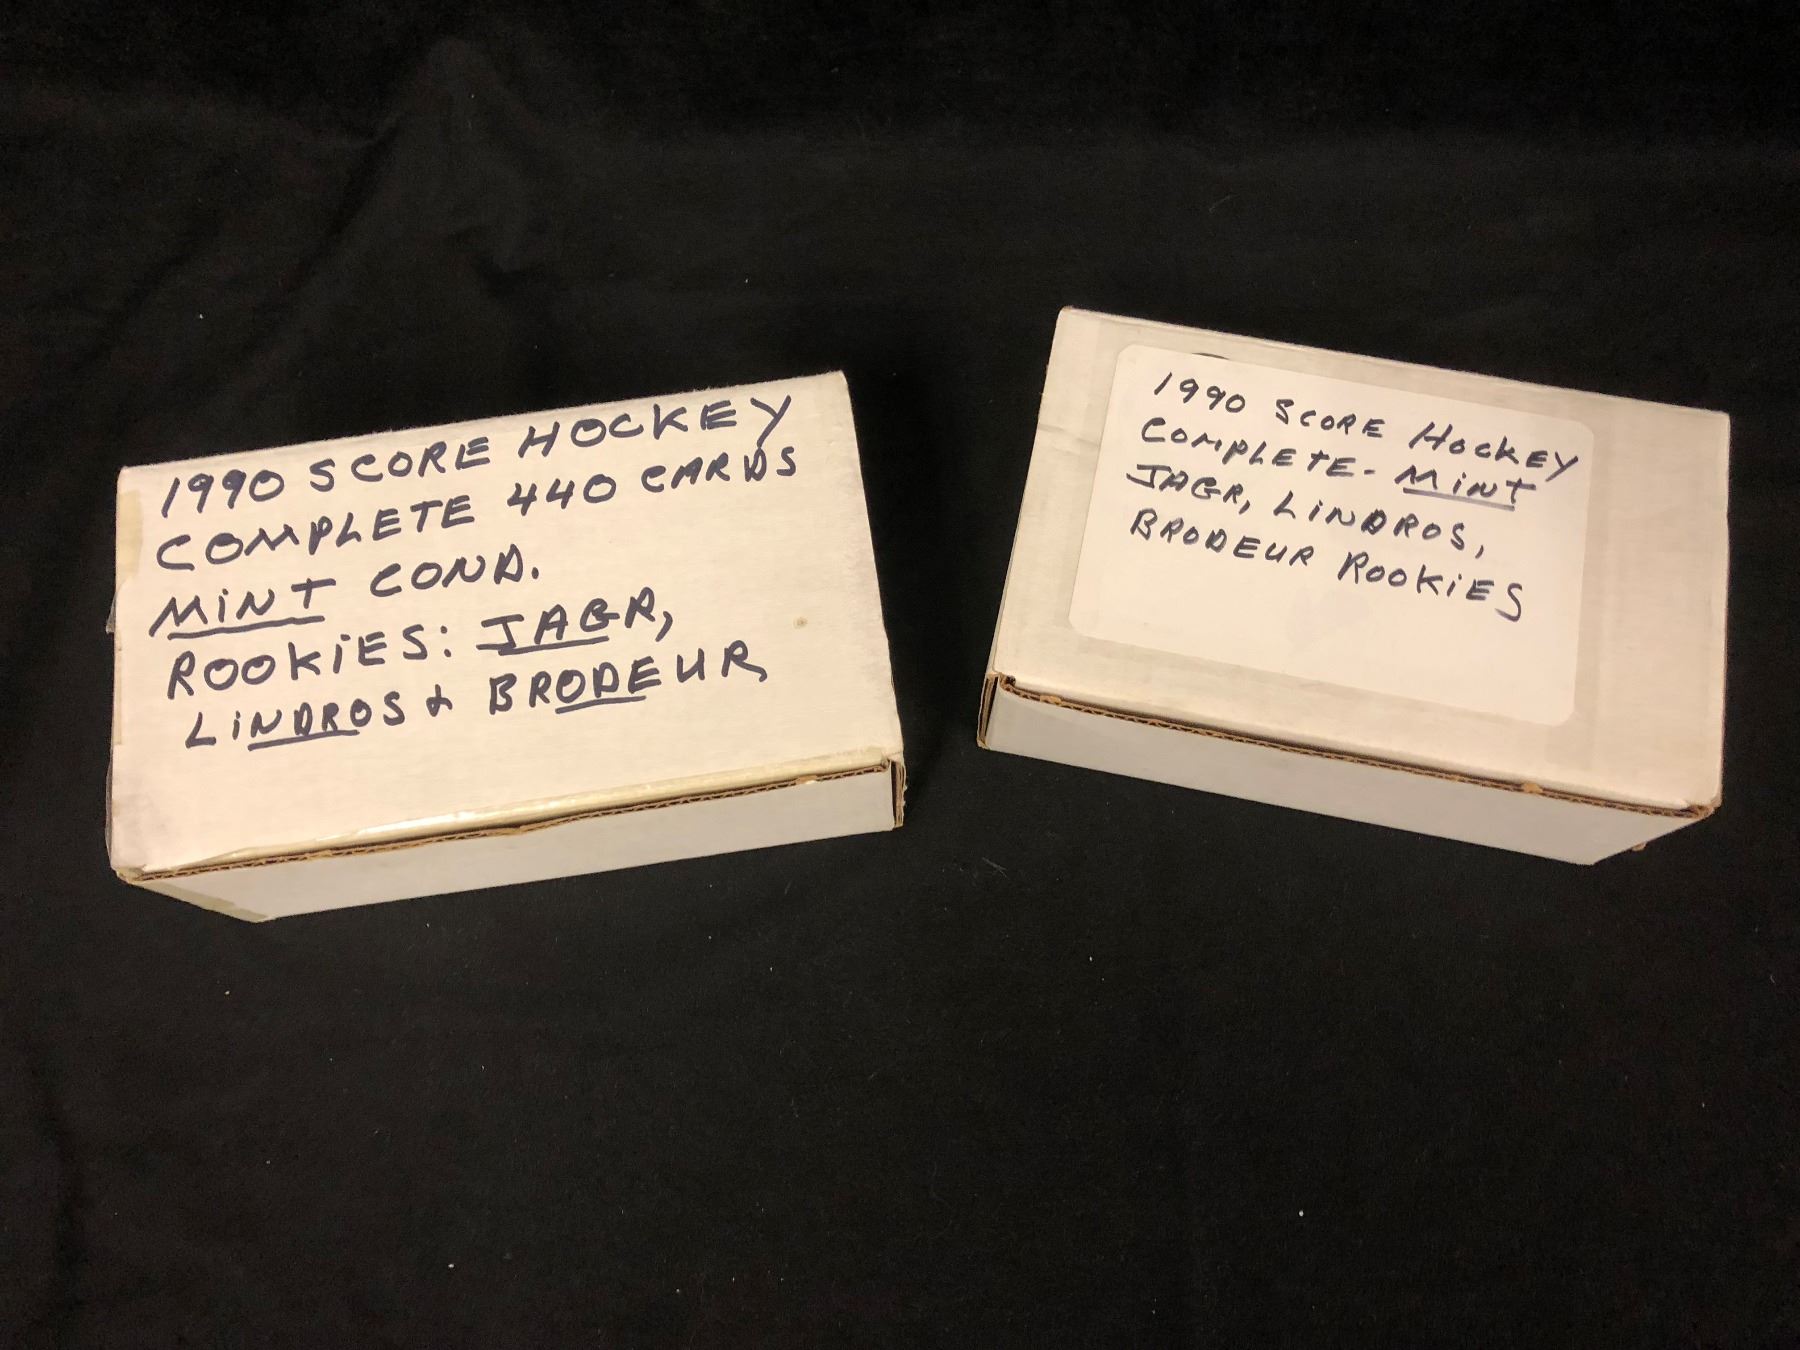 1990 SCORE HOCKEY
COMPLETE 440 CARDS
MINT COND.
ROOKiES: JAGR,
LiNDROS & BRODEUR
1990 SCORE HockEY
COMPLETE - MiNT
JAGR, LiNDROS,
BRODEUR ROOKiES